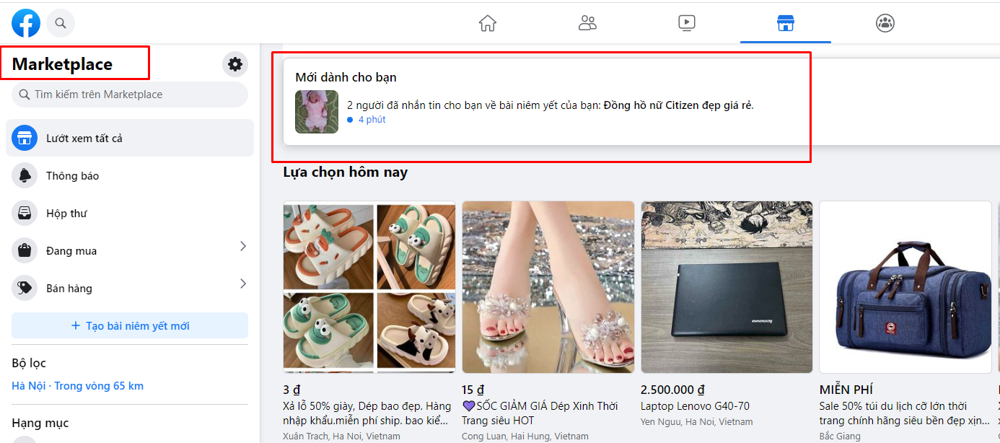 Marketplace
Tìm kiếm trên Marketplace
Lướt xem tất cả
Thông báo
Hộp thư
Đang mua
Bán hàng
+ Tạo bài niêm yết mới
Bộ lọc
Hà Nội · Trong vòng 65 km
Hạng mục
Mới dành cho bạn
2 người đã nhắn tin cho bạn về bài niêm yết của bạn: Đồng hồ nữ Citizen đẹp giá rẻ.
4 phút
Lựa chọn hôm nay
3 ₫
Xả lỗ 50% giày, Dép bao đẹp. Hàng
nhập khẩu.miễn phí ship. bao kiể...
Xuân Trạch, Ha Noi, Vietnam
15 ₫
💜SỐC GIẢM GIÁ Dép Xinh Thời
Trang siêu HOT
Cong Luan, Hai Hung, Vietnam
lenovo
2.500.000 ₫
Laptop Lenovo G40-70
Yen Nguu, Ha Noi, Vietnam
MIỄN PHÍ
Sale 50% túi du lịch cỡ lớn thời
trang chính hãng siêu bền đẹp xịn...
Bắc Giang